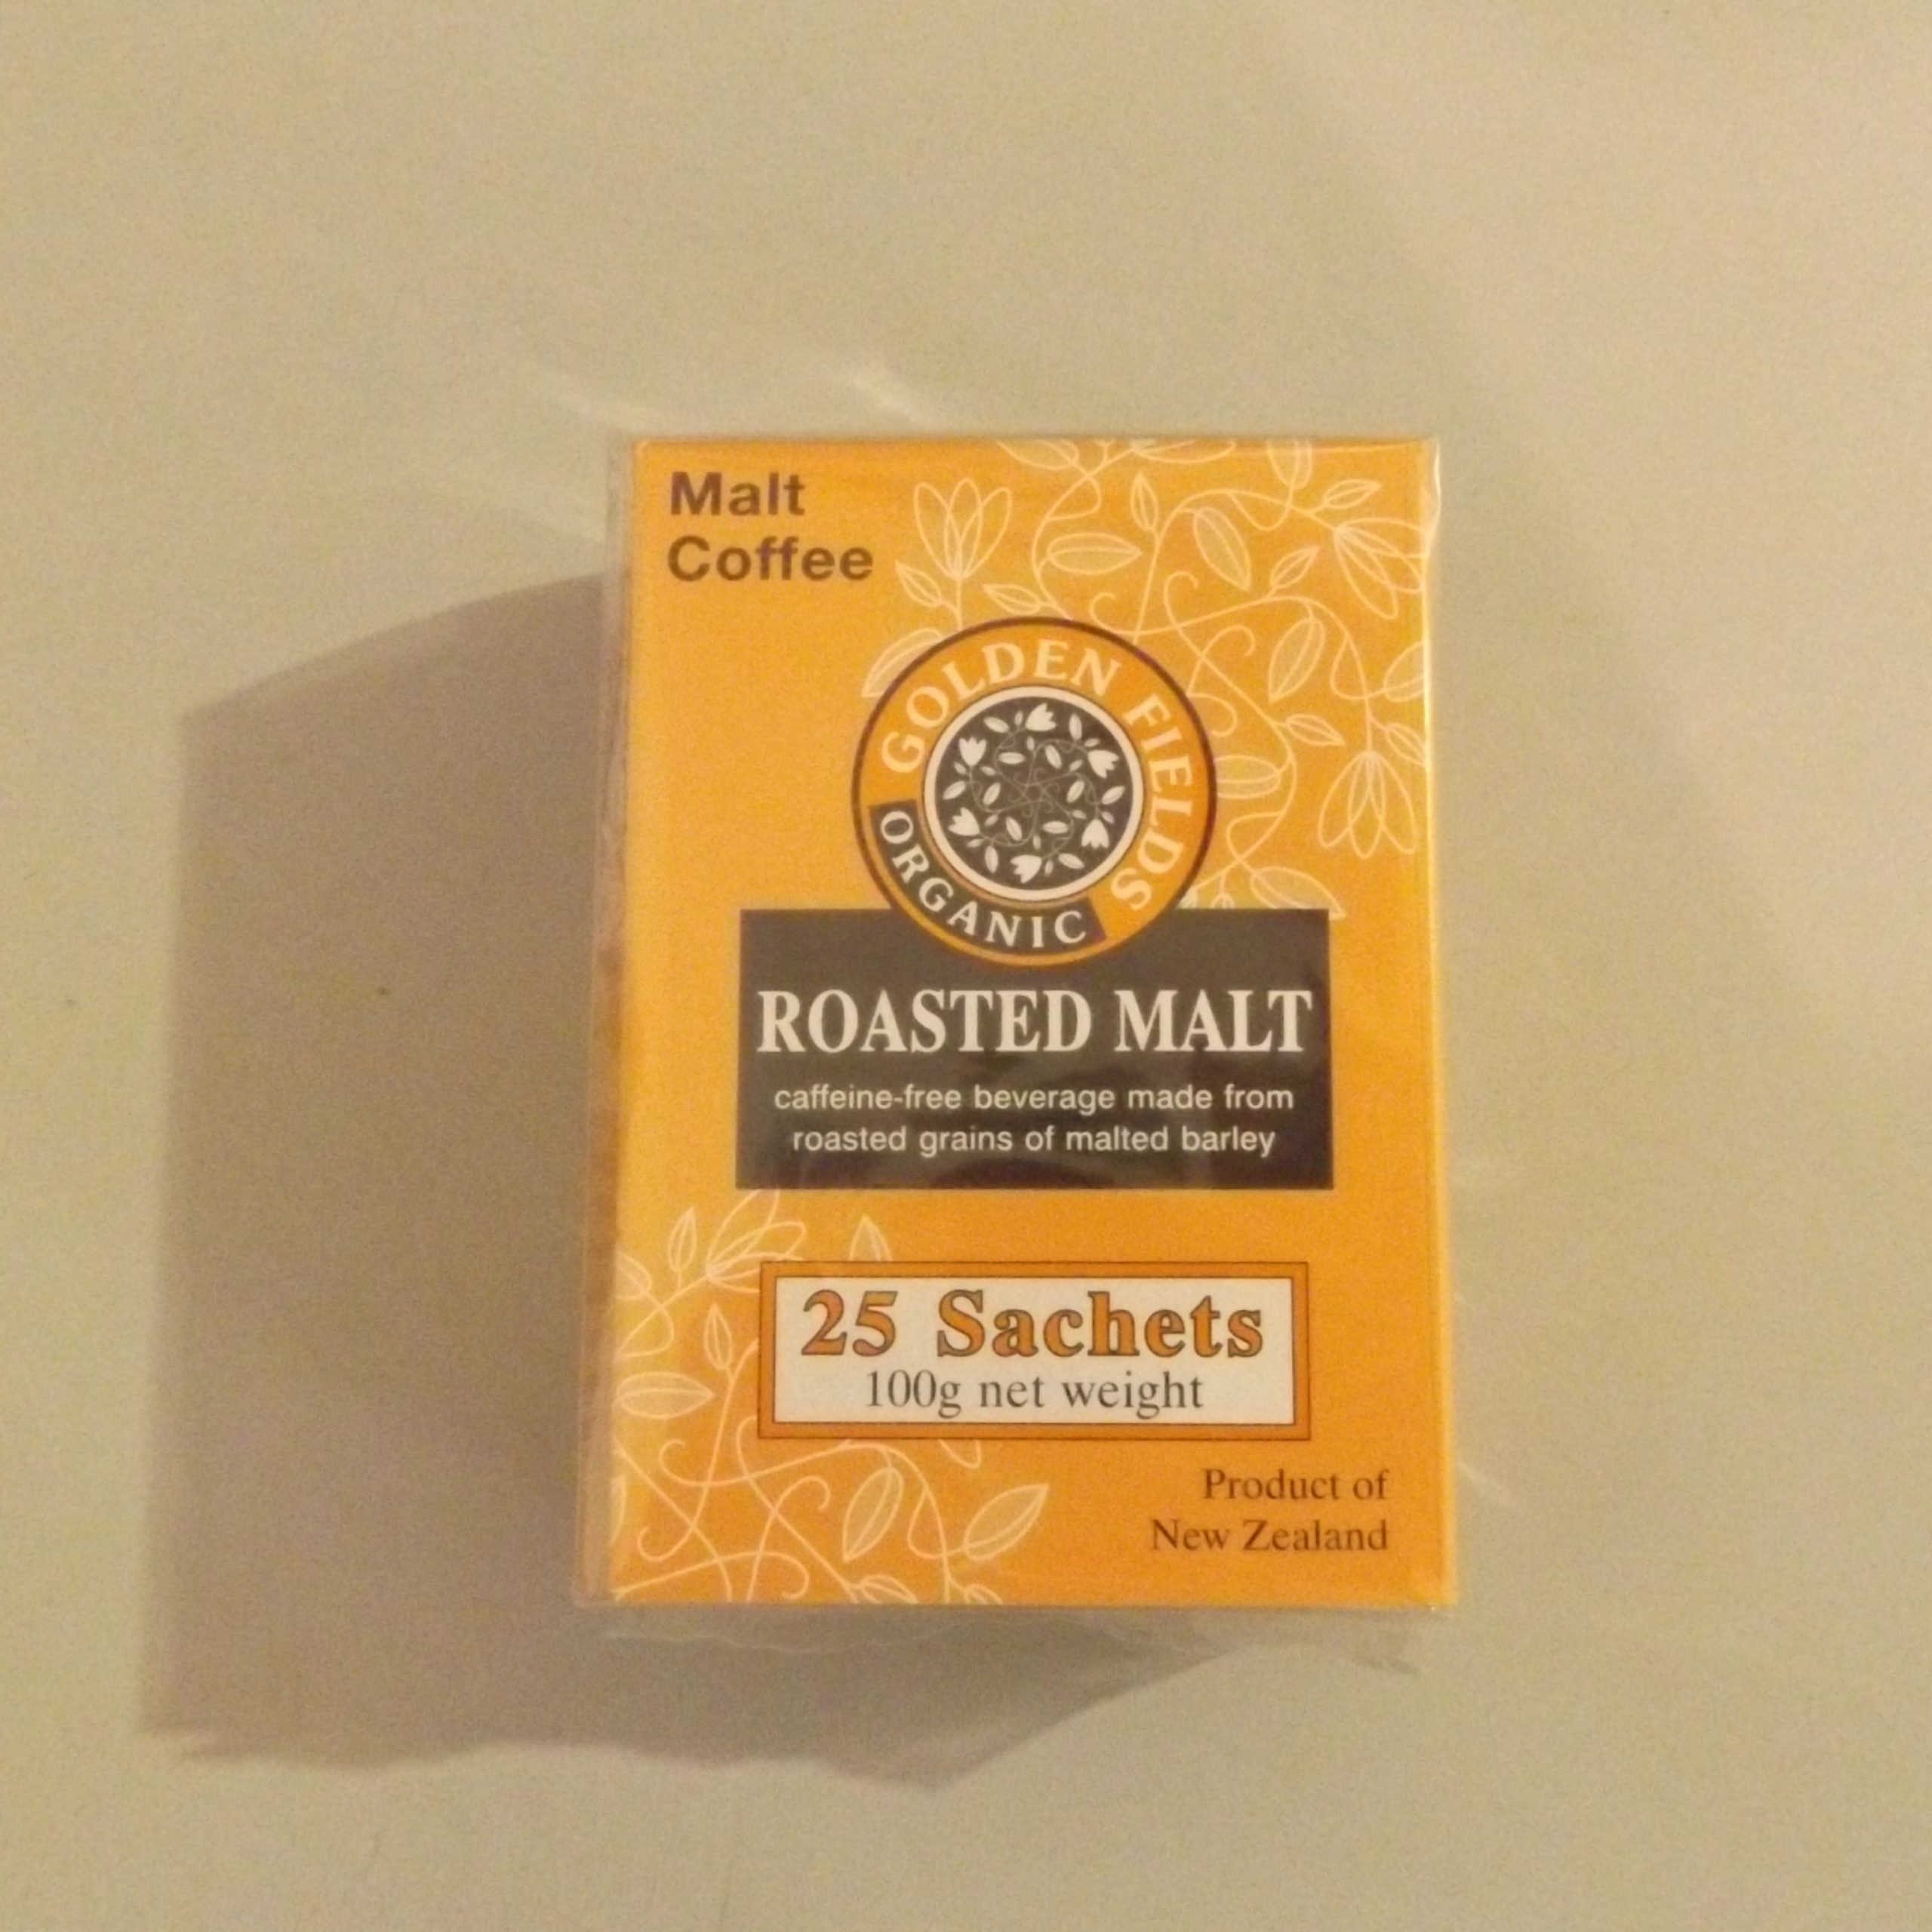 Malt
Coffee
GOLDEN FIELDS
ORGANIC
ROASTED MALT
caffeine-free beverage made from
roasted grains of malted barley
25 Sachets
100g net weight
Product of
New Zealand